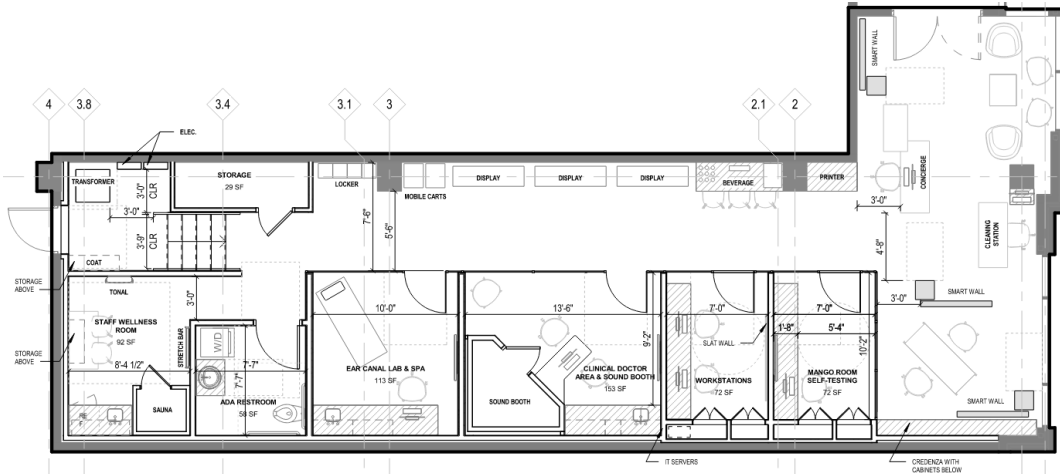 SMART WALL
4
3.8
3.4
3.1
3
2.1
2
ELEC.
TRANSFORMER
3'-0"
CLR
STORAGE
29 SF
LOCKER
MOBILE CARTS
DISPLAY
DISPLAY
DISPLAY
BEVERAGE
PRINTER
CONCIERGE
3'-0"
3'-0"
3'-9"
CLR
7'-6"
5'-6"
4'-8"
CLEANING
STATION
COAT
STORAGE
ABOVE
TONAL
3'-0"
10'-0"
13'-6"
7'-0"
7'-0"
3'-0"
SMART WALL
STAFF WELLNESS
ROOM
92 SF
STORAGE
ABOVE
STRETCH BAR
W/D
1'-8"
5'-4"
9'-2"
SLAT WALL
10'-2"
8'-4 1/2"
7'-7"
7'-7"
EAR CANAL LAB & SPA
113 SF
CLINICAL DOCTOR
AREA & SOUND BOOTH
153 SF
WORKSTATIONS
72 SF
MANGO ROOM
SELF-TESTING
72 SF
SAUNA
ADA RESTROOM
SOUND BOOTH
SMART WALL
RE
F
IT SERVERS
CREDENZA WITH
CABINETS BELOW